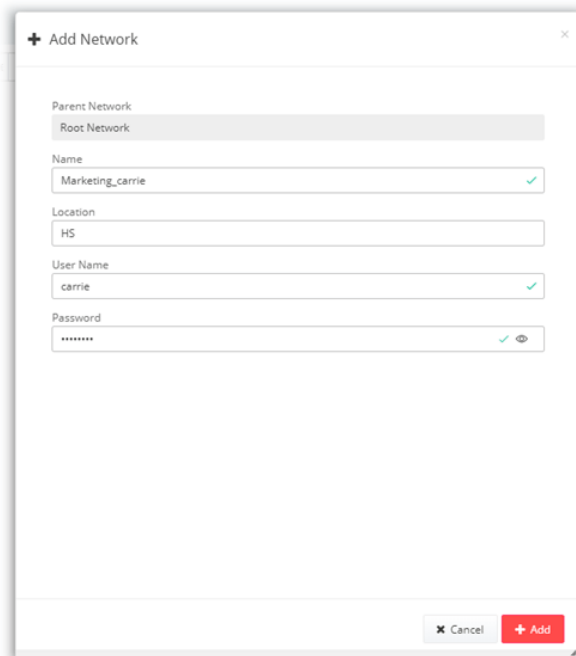 Add Network
Parent Network
Root Network
Name
Marketing_carrie
Location
HS
User Name
carrie
Password
••••••••
Cancel
Add